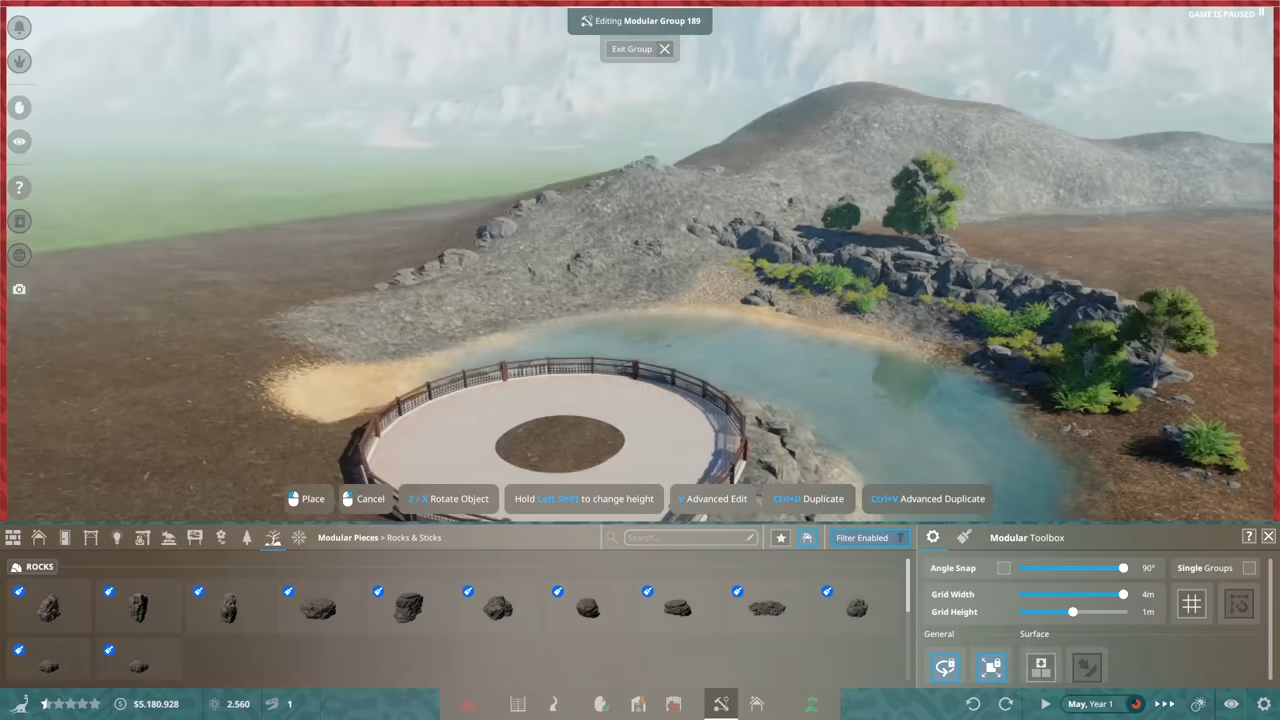 Editing Modular Group 189
GAME IS PAUSED
Exit Group
?
Place
Cancel
Z / X Rotate Object
Hold Left Shift to change height
V Advanced Edit
Ctrl+D Duplicate
Ctrl+V Advanced Duplicate
Modular Pieces > Rocks & Sticks
Search...
Filter Enabled
Modular Toolbox
?
ROCKS
Angle Snap
90°
Single Groups
Grid Width
4m
Grid Height
1m
General
Surface
$5.180.928
2.560
1
May, Year 1